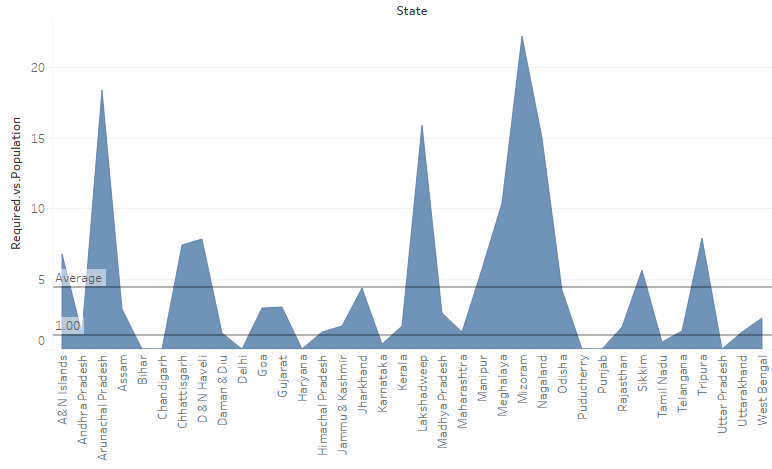 State
Required.vs.Population
20
15
10
5
0
Average
1.00
A& N Islands
Andhra Pradesh
Arunachal Pradesh
Assam
Bihar
Chandigarh
Chhattisgarh
D & N Haveli
Daman & Diu
Delhi
Goa
Gujarat
Haryana
Himachal Pradesh
Jammu & Kashmir
Jharkhand
Karnataka
Kerala
Lakshadweep
Madhya Pradesh
Maharashtra
Manipur
Meghalaya
Mizoram
Nagaland
Odisha
Puducherry
Punjab
Rajasthan
Sikkim
Tamil Nadu
Telangana
Tripura
Uttar Pradesh
Uttarakhand
West Bengal